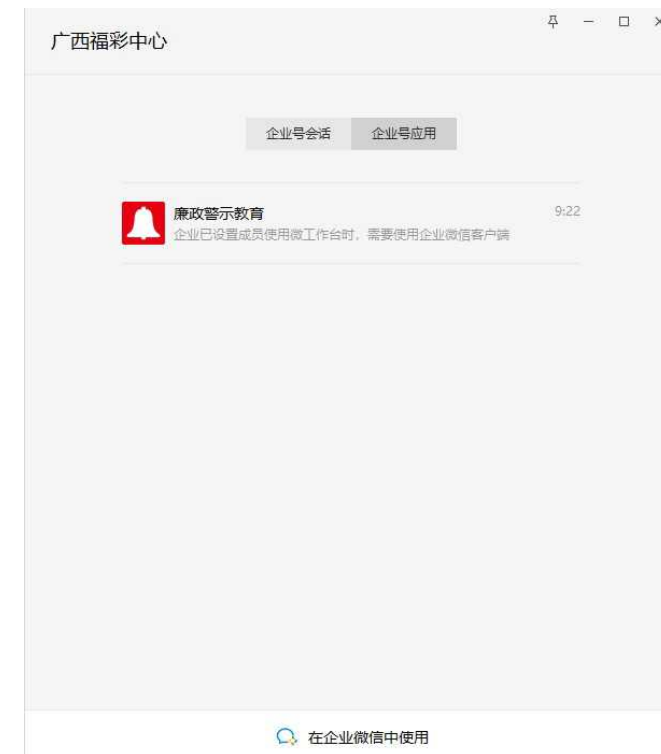 广西福彩中心
企业号会话
企业号应用
廉政警示教育
9:22
企业已设置成员使用微工作台时，需要使用企业微信客户端
在企业微信中使用